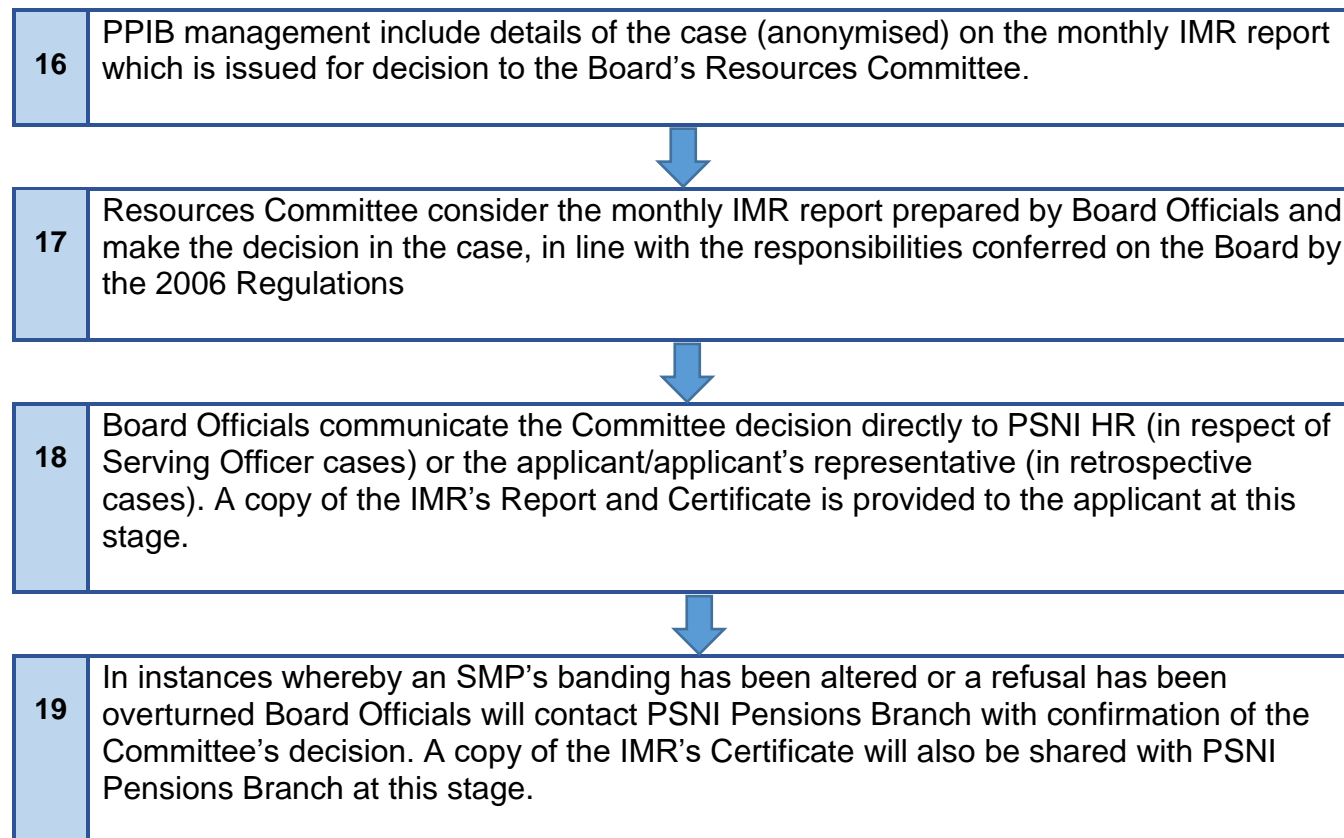 16
PPIB management include details of the case (anonymised) on the monthly IMR report
which is issued for decision to the Board’s Resources Committee.
17
Resources Committee consider the monthly IMR report prepared by Board Officials and
make the decision in the case, in line with the responsibilities conferred on the Board by
the 2006 Regulations
18
Board Officials communicate the Committee decision directly to PSNI HR (in respect of
Serving Officer cases) or the applicant/applicant’s representative (in retrospective
cases). A copy of the IMR’s Report and Certificate is provided to the applicant at this
stage.
19
In instances whereby an SMP’s banding has been altered or a refusal has been
overturned Board Officials will contact PSNI Pensions Branch with confirmation of the
Committee’s decision. A copy of the IMR’s Certificate will also be shared with PSNI
Pensions Branch at this stage.